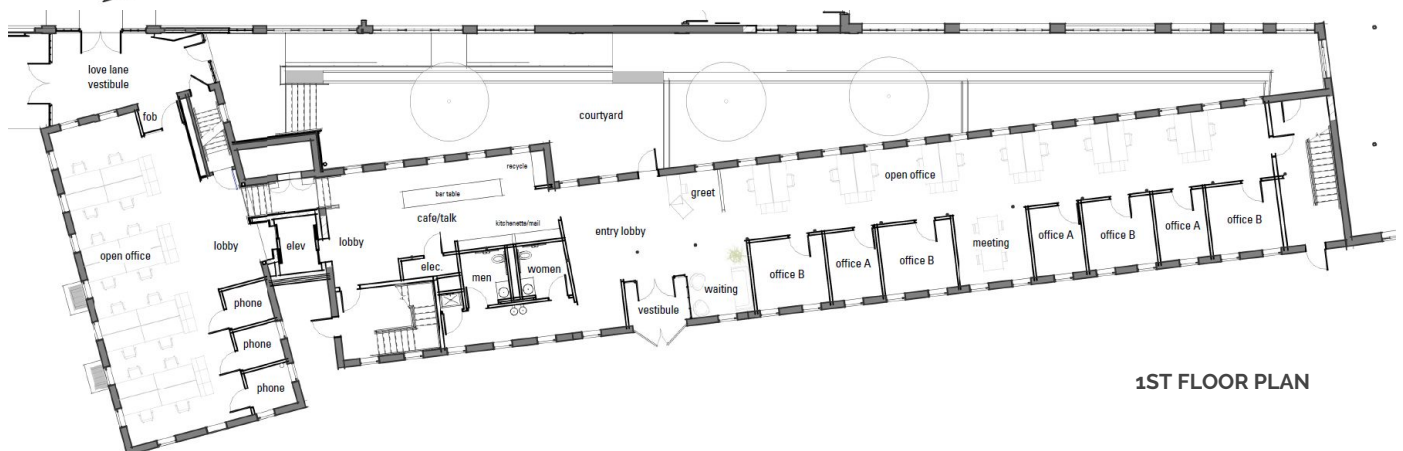 love lane
vestibule
fob
courtyard
recycle
bar table
greet
open office
cafe/talk
kitchenette/mail
entry lobby
lobby
elev
lobby
open office
meeting
office A
office B
office A
office B
elec.
men
women
office B
office A
office B
waiting
phone
vestibule
phone
phone
1ST FLOOR PLAN